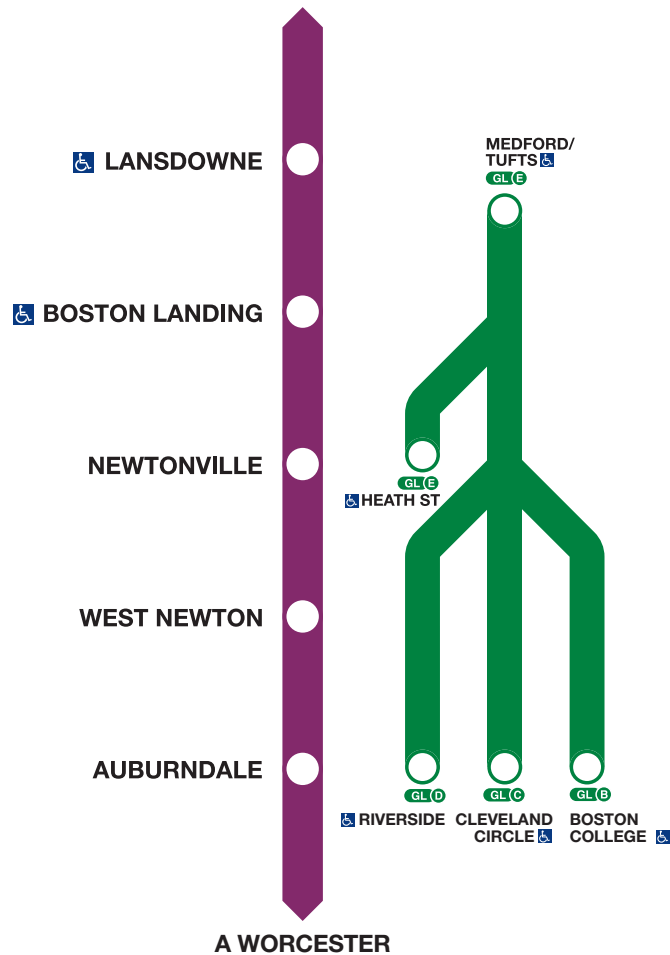 LANSDOWNE
BOSTON LANDING
NEWTONVILLE
WEST NEWTON
AUBURNDALE
A WORCESTER
MEDFORD/
TUFTS
GL E
GL E
HEATH ST
GL D
RIVERSIDE
GL C
CLEVELAND
CIRCLE
GL B
BOSTON
COLLEGE